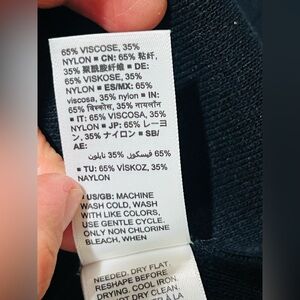 65% VISCOSE, 35%
NYLON ■ CN: 65% 粘纤,
35% 聚酰胺纤维 ■ DE:
65% VISKOSE, 35%
NYLON ■ ES/MX: 65%
viscosa, 35% nylon ■ IN:
65% विस्कोस, 35% नायलॉन
■ IT: 65% VISCOSA, 35%
NYLON ■ JP: 65% レーヨ
ン, 35% ナイロン ■ SB/
AE:
65% فيسكوز, 35% نايلون
■ TU: 65% VİSKOZ, 35%
NAYLON
US/GB: MACHINE
WASH COLD, WASH
WITH LIKE COLORS,
USE GENTLE CYCLE,
ONLY NON CHLORINE
BLEACH, WHEN
NEEDED, DRY FLAT,
RESHAPE BEFORE
DRYING, COOL IRON,
DO NOT DRY CLEAN